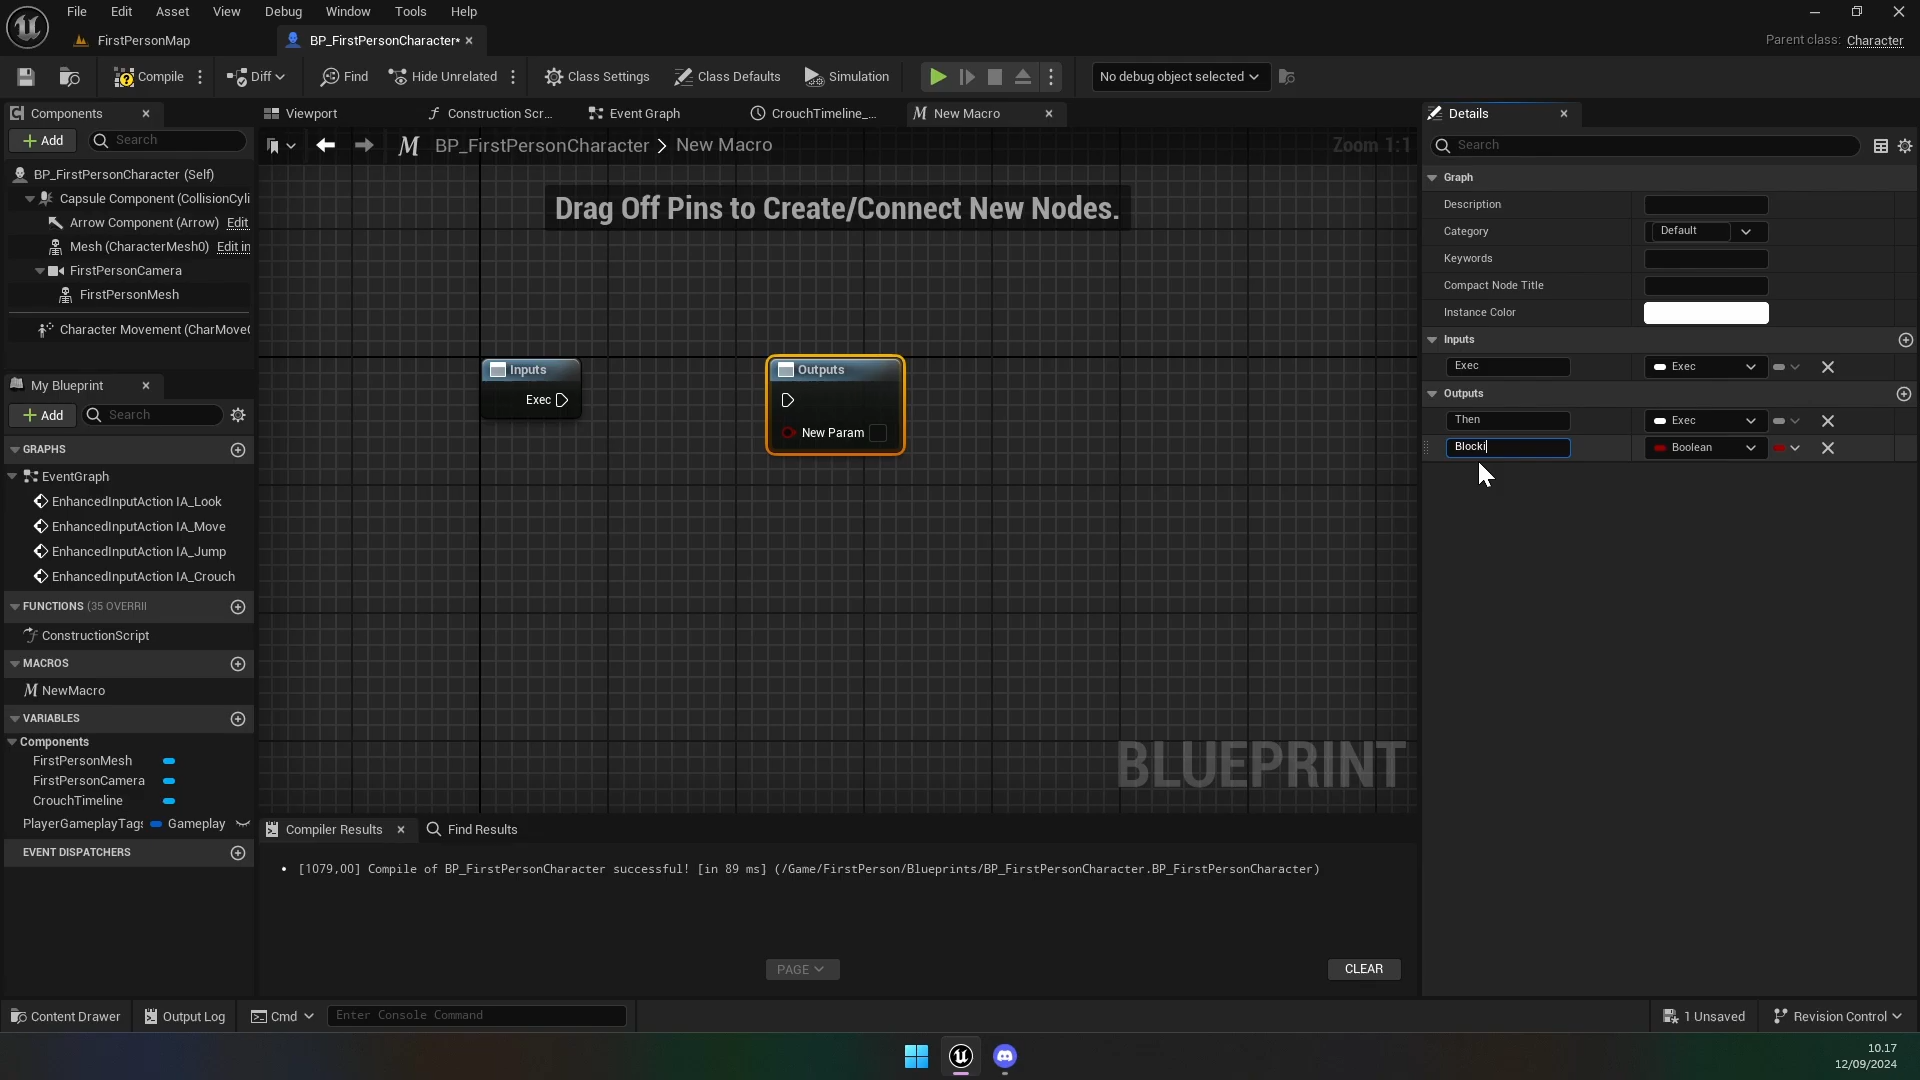 File Edit Asset View Debug Window Tools Help
FirstPersonMap
BP_FirstPersonCharacter*
Parent class: Character
Compile
Diff
Find
Hide Unrelated
Class Settings
Class Defaults
Simulation
No debug object selected
Components
Add
Search
BP_FirstPersonCharacter (Self)
Capsule Component (CollisionCyli
Arrow Component (Arrow) Edit
Mesh (CharacterMesh0) Edit in
FirstPersonCamera
FirstPersonMesh
Character Movement (CharMove
My Blueprint
Add
Search
GRAPHS
EventGraph
EnhancedInputAction IA_Look
EnhancedInputAction IA_Move
EnhancedInputAction IA_Jump
EnhancedInputAction IA_Crouch
FUNCTIONS (35 OVERRI
ConstructionScript
MACROS
NewMacro
VARIABLES
Components
FirstPersonMesh
FirstPersonCamera
CrouchTimeline
PlayerGameplayTags Gameplay
EVENT DISPATCHERS
Viewport
Construction Scr...
Event Graph
CrouchTimeline_...
New Macro
BP_FirstPersonCharacter > New Macro
Zoom 1:1
Drag Off Pins to Create/Connect New Nodes.
Inputs
Exec
Outputs
New Param
BLUEPRINT
Compiler Results
Find Results
• [1079,00] Compile of BP_FirstPersonCharacter successful! [in 89 ms] (/Game/FirstPerson/Blueprints/BP_FirstPersonCharacter.BP_FirstPersonCharacter)
PAGE
CLEAR
Details
Search
Graph
Description
Category Default
Keywords
Compact Node Title
Instance Color
Inputs
Exec Exec
Outputs
Then Exec
Blocki Boolean
Content Drawer
Output Log
Cmd
Enter Console Command
1 Unsaved
Revision Control
10.17
12/09/2024